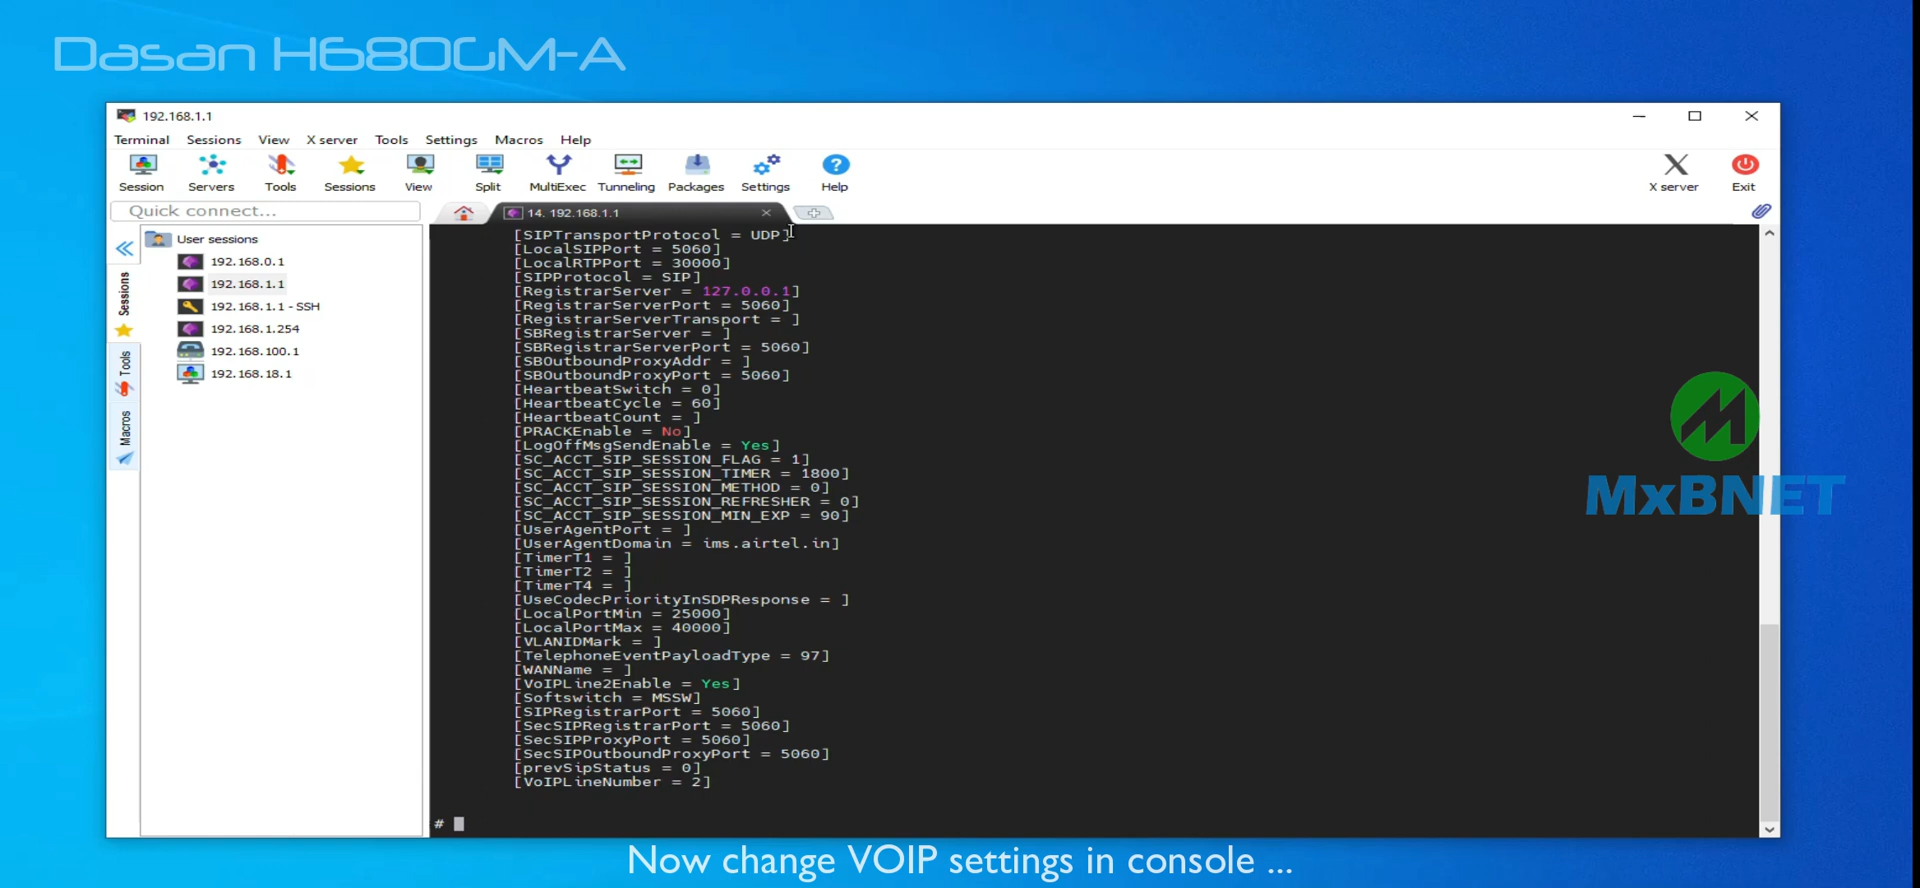 Dasan H680GM-A
192.168.1.1
Terminal Sessions View X server Tools Settings Macros Help
Session Servers Tools Sessions View Split MultiExec Tunneling Packages Settings Help X server Exit
Quick connect...
14. 192.168.1.1
User sessions
192.168.0.1
192.168.1.1
192.168.1.1 - SSH
192.168.1.254
192.168.100.1
192.168.18.1
Sessions
Tools
Macros
[SIPTransportProtocol = UDP]
[LocalSIPPort = 5060]
[LocalRTPPort = 30000]
[SIPProtocol = SIP]
[RegistrarServer = 127.0.0.1]
[RegistrarServerPort = 5060]
[RegistrarServerTransport = ]
[SBRegistrarServer = ]
[SBRegistrarServerPort = 5060]
[SBOutboundProxyAddr = ]
[SBOutboundProxyPort = 5060]
[HeartbeatSwitch = 0]
[HeartbeatCycle = 60]
[HeartbeatCount = ]
[PRACKEnable = No]
[LogOffMsgSendEnable = Yes]
[SC_ACCT_SIP_SESSION_FLAG = 1]
[SC_ACCT_SIP_SESSION_TIMER = 1800]
[SC_ACCT_SIP_SESSION_METHOD = 0]
[SC_ACCT_SIP_SESSION_REFRESHER = 0]
[SC_ACCT_SIP_SESSION_MIN_EXP = 90]
[UserAgentPort = ]
[UserAgentDomain = ims.airtel.in]
[TimerT1 = ]
[TimerT2 = ]
[TimerT4 = ]
[UseCodecPriorityInSDPResponse = ]
[LocalPortMin = 25000]
[LocalPortMax = 40000]
[VLANIDMark = ]
[TelephoneEventPayloadType = 97]
[WANName = ]
[VoIPLine2Enable = Yes]
[Softswitch = MSSW]
[SIPRegistrarPort = 5060]
[SecSIPRegistrarPort = 5060]
[SecSIPProxyPort = 5060]
[SecSIPOutboundProxyPort = 5060]
[prevSipStatus = 0]
[VoIPLineNumber = 2]
#
MxBNET
Now change VOIP settings in console ...